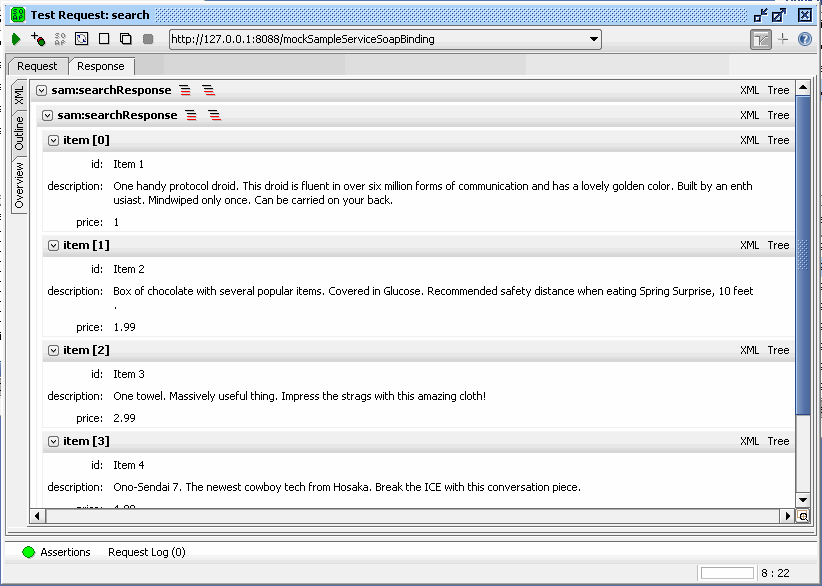 Test Request: search
http://127.0.0.1:8088/mockSampleServiceSoapBinding
Request Response
XML
Outline
Overview
sam:searchResponse XML Tree
sam:searchResponse XML Tree
item [0] XML Tree
id: Item 1
description: One handy protocol droid. This droid is fluent in over six million forms of communication and has a lovely golden color. Built by an enth
usiast. Mindwiped only once. Can be carried on your back.
price: 1
item [1] XML Tree
id: Item 2
description: Box of chocolate with several popular items. Covered in Glucose. Recommended safety distance when eating Spring Surprise, 10 feet
.
price: 1.99
item [2] XML Tree
id: Item 3
description: One towel. Massively useful thing. Impress the strags with this amazing cloth!
price: 2.99
item [3] XML Tree
id: Item 4
description: Ono-Sendai 7. The newest cowboy tech from Hosaka. Break the ICE with this conversation piece.
Assertions Request Log (0)
8 : 22